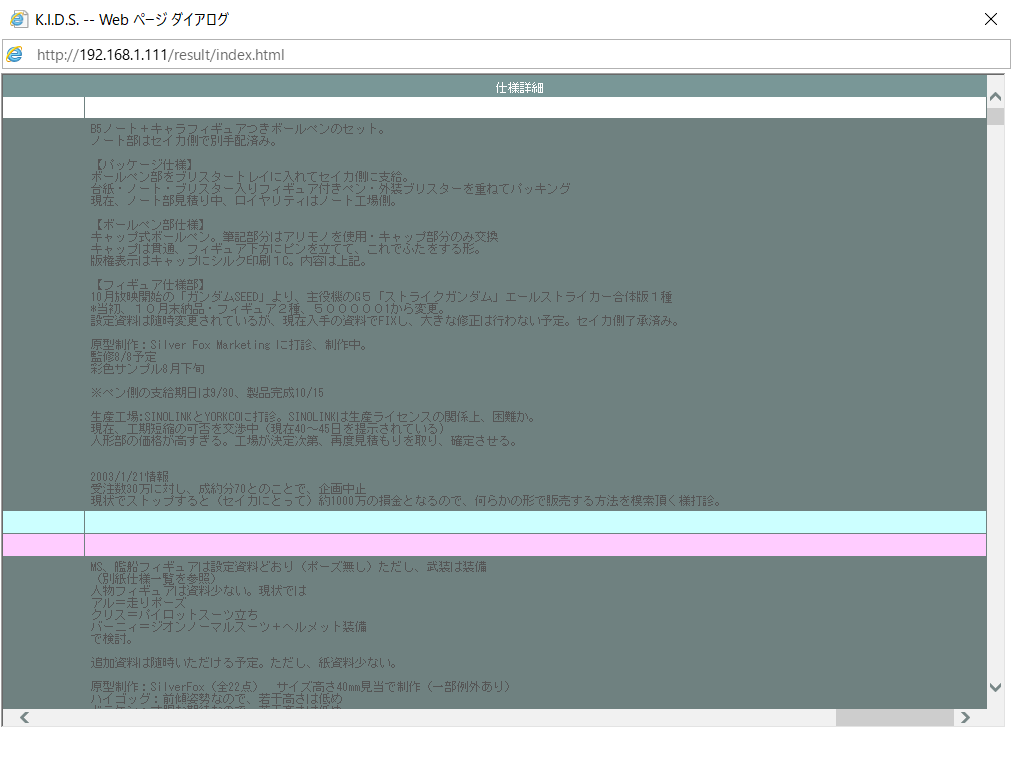 K.I.D.S. -- Web ページ ダイアログ
http://192.168.1.111/result/index.html
仕様詳細
B5ノート＋キャラフィギュアつきボールペンのセット。
ノート部はセイカ側で別手配済み。
【パッケージ仕様】
ボールペン部をブリスタートレイに入れてセイカ側に支給。
台紙・ノート・ブリスター入りフィギュア付きペン・外装ブリスターを重ねてパッキング
現在、ノート部見積り中、ロイヤリティはノート工場側。
【ボールペン部仕様】
キャップ式ボールペン。筆記部分はアリモノを使用・キャップ部分のみ交換
キャップは貫通、フィギュア下方にピンを立てて、これでふたをする形。
版権表示はキャップにシルク印刷１C。内容は上記。
【フィギュア仕様部】
10月放映開始の「ガンダムSEED」より、主役機のG５「ストライクガンダム」エールストライカー合体版１種
*当初、１０月末納品・フィギュア２種、５０００００1から変更。
設定資料は随時変更されているが、現在入手の資料でFIXし、大きな修正は行わない予定。セイカ側了承済み。
原型制作：Silver Fox Marketing に打診、制作中。
監修8/8予定
彩色サンプル8月下旬
※ペン側の支給期日は9/30、製品完成10/15
生産工場:SINOLINKとYORKCOに打診。SINOLINKは生産ライセンスの関係上、困難か。
現在、工期短縮の可否を交渉中（現在40～45日を提示されている）
人形部の価格が高すぎる。工場が決定次第、再度見積もりを取り、確定させる。
2003/1/21情報
受注数30万に対し、成約分70とのことで、企画中止
現状でストップすると（セイカにとって）約1000万の損金となるので、何らかの形で販売する方法を模索頂く様打診。
MS、艦船フィギュアは設定資料どおり（ポーズ無し）ただし、武装は装備
（別紙仕様一覧を参照）
人物フィギュアは資料少ない。現状では
アル＝走りポーズ
クリス＝パイロットスーツ立ち
バーニィ＝ジオンノーマルスーツ＋ヘルメット装備
で検討。
追加資料は随時いただける予定。ただし、紙資料少ない。
原型制作：SilverFox（全22点）　サイズ高さ40mm見当で制作（一部例外あり）
ハイゴッグ：前傾姿勢なので、若干高さは低め